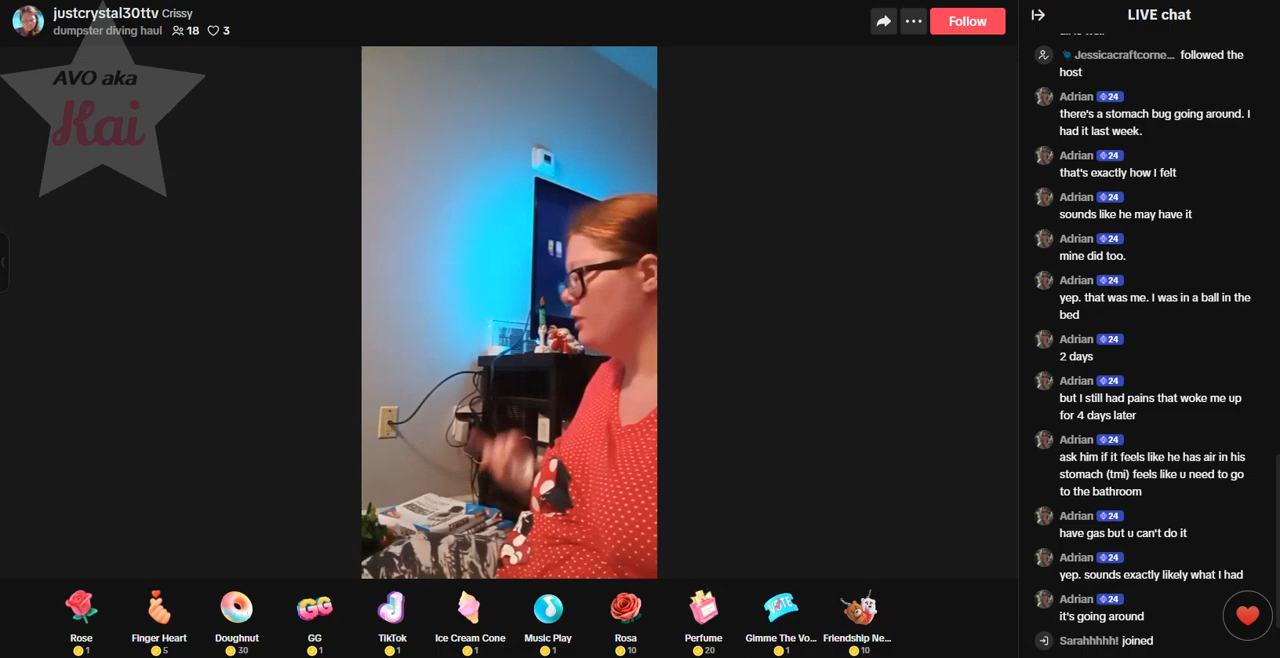 justcrystal30ttv Crissy
dumpster diving haul 18 3
Follow
LIVE chat
AVO aka
Kai
Jessicacraftcorne... followed the
host
Adrian 24
there's a stomach bug going around. I
had it last week.
Adrian 24
that's exactly how I felt
Adrian 24
sounds like he may have it
Adrian 24
mine did too.
Adrian 24
yep. that was me. I was in a ball in the
bed
Adrian 24
2 days
Adrian 24
but I still had pains that woke me up
for 4 days later
Adrian 24
ask him if it feels like he has air in his
stomach (tmi) feels like u need to go
to the bathroom
Adrian 24
have gas but u can't do it
Adrian 24
yep. sounds exactly likely what I had
Adrian 24
it's going around
Sarahhhhh! joined
GG
Rose
Finger Heart
Doughnut
GG
TikTok
Ice Cream Cone
Music Play
Rosa
Perfume
GImme The Vo...
Friendship Ne...
1
5
30
1
1
1
1
10
20
1
10